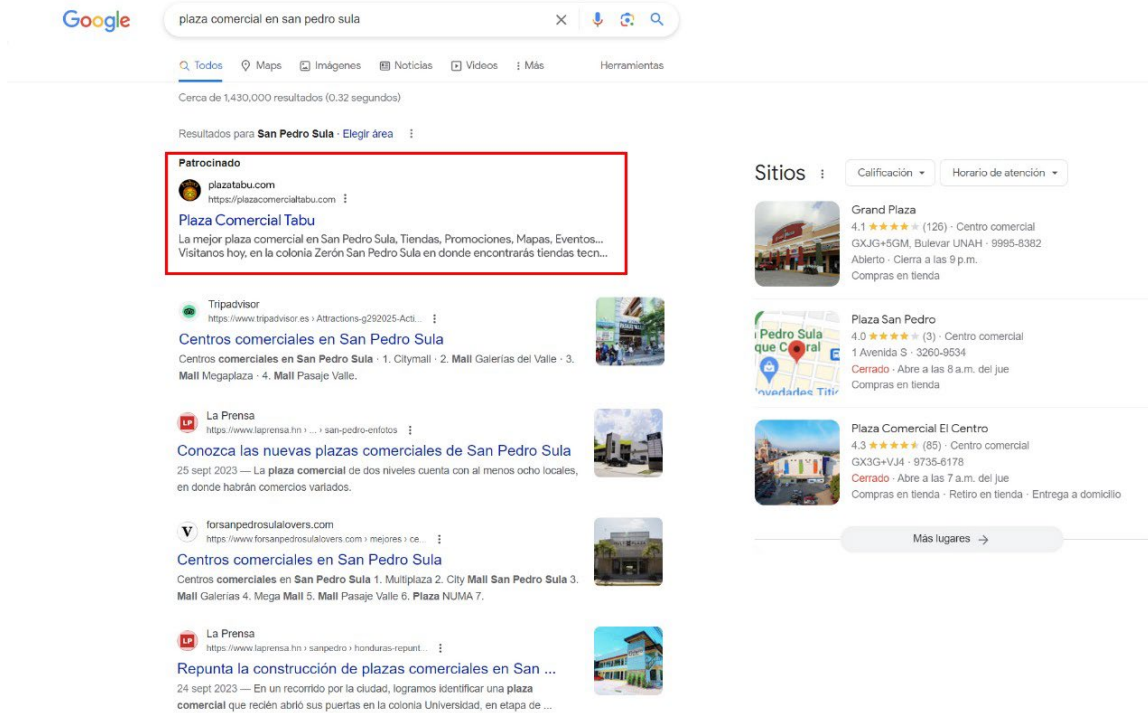 Google
plaza comercial en san pedro sula
Todos Maps Imágenes Noticias Videos Más Herramientas
Cerca de 1,430,000 resultados (0.32 segundos)
Resultados para San Pedro Sula · Elegir área
Patrocinado
plazatabu.com
https://plazacomercialtabu.com
Plaza Comercial Tabu
La mejor plaza comercial en San Pedro Sula, Tiendas, Promociones, Mapas, Eventos...
Visitanos hoy, en la colonia Zerón San Pedro Sula en donde encontrarás tiendas tecn...
Tripadvisor
https://www.tripadvisor.es › Attractions-g292025-Acti...
Centros comerciales en San Pedro Sula
Centros comerciales en San Pedro Sula · 1. Citymall · 2. Mall Galerías del Valle · 3.
Mall Megaplaza · 4. Mall Pasaje Valle.
LP
La Prensa
https://www.laprensa.hn › ... › san-pedro-enfotos
Conozca las nuevas plazas comerciales de San Pedro Sula
25 sept 2023 — La plaza comercial de dos niveles cuenta con al menos ocho locales,
en donde habrán comercios variados.
V
forsanpedrosulalovers.com
https://www.forsanpedrosulalovers.com › mejores › ce...
Centros comerciales en San Pedro Sula
Centros comerciales en San Pedro Sula 1. Multiplaza 2. City Mall San Pedro Sula 3.
Mall Galerias 4. Mega Mall 5. Mall Pasaje Valle 6. Plaza NUMA 7.
LP
La Prensa
https://www.laprensa.hn › sanpedro › honduras-repunt...
Repunta la construcción de plazas comerciales en San ...
24 sept 2023 — En un recorrido por la ciudad, logramos identificar una plaza
comercial que recién abrió sus puertas en la colonia Universidad, en etapa de ...
Sitios
Calificación Horario de atención
Grand Plaza
4.1 (126) · Centro comercial
GXJG+5GM, Bulevar UNAH · 9995-8382
Abierto · Cierra a las 9 p.m.
Compras en tienda
Pedro Sula
Plaza San Pedro
4.0 (3) · Centro comercial
1 Avenida S · 3260-9534
Cerrado · Abre a las 8 a.m. del jue
Compras en tienda
Plaza Comercial El Centro
4.3 (85) · Centro comercial
GX3G+VJ4 · 9735-6178
Cerrado · Abre a las 7 a.m. del jue
Compras en tienda · Retiro en tienda · Entrega a domicilio
Más lugares